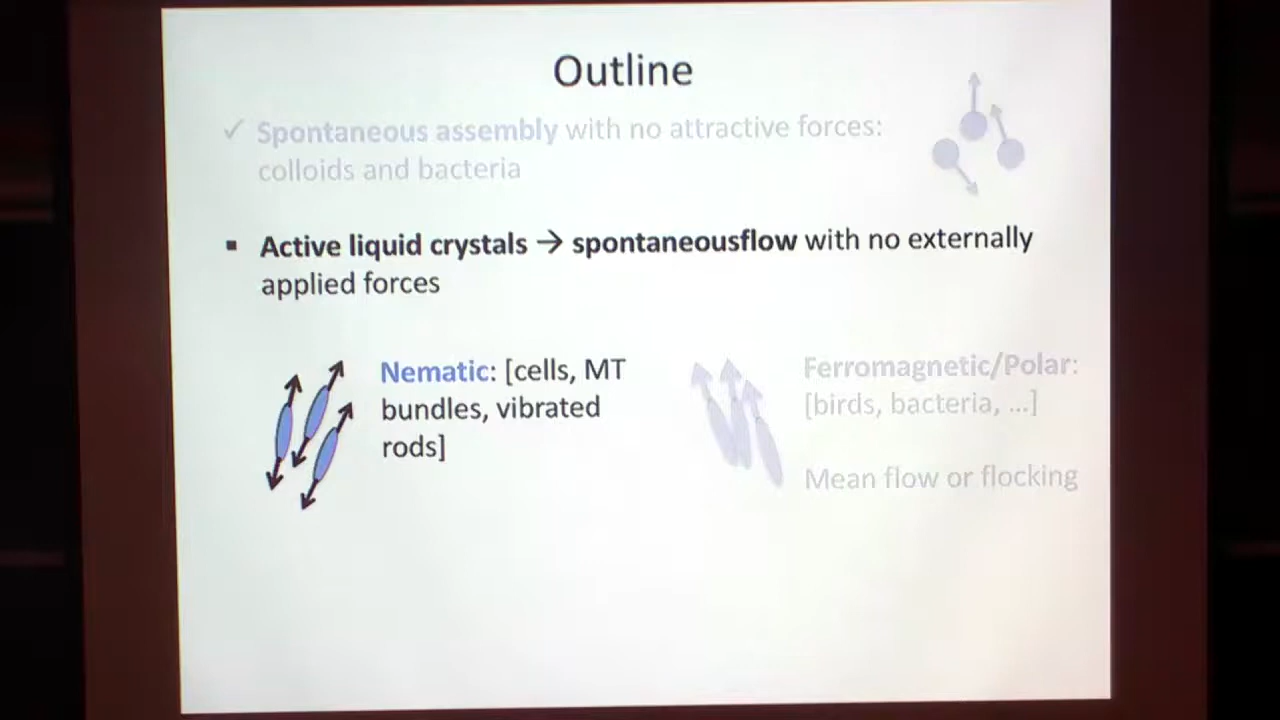 Outline
✓ Spontaneous assembly with no attractive forces:
colloids and bacteria
▪ Active liquid crystals → spontaneousflow with no externally
applied forces
Nematic: [cells, MT
bundles, vibrated
rods]
Ferromagnetic/Polar:
[birds, bacteria, ...]
Mean flow or flocking